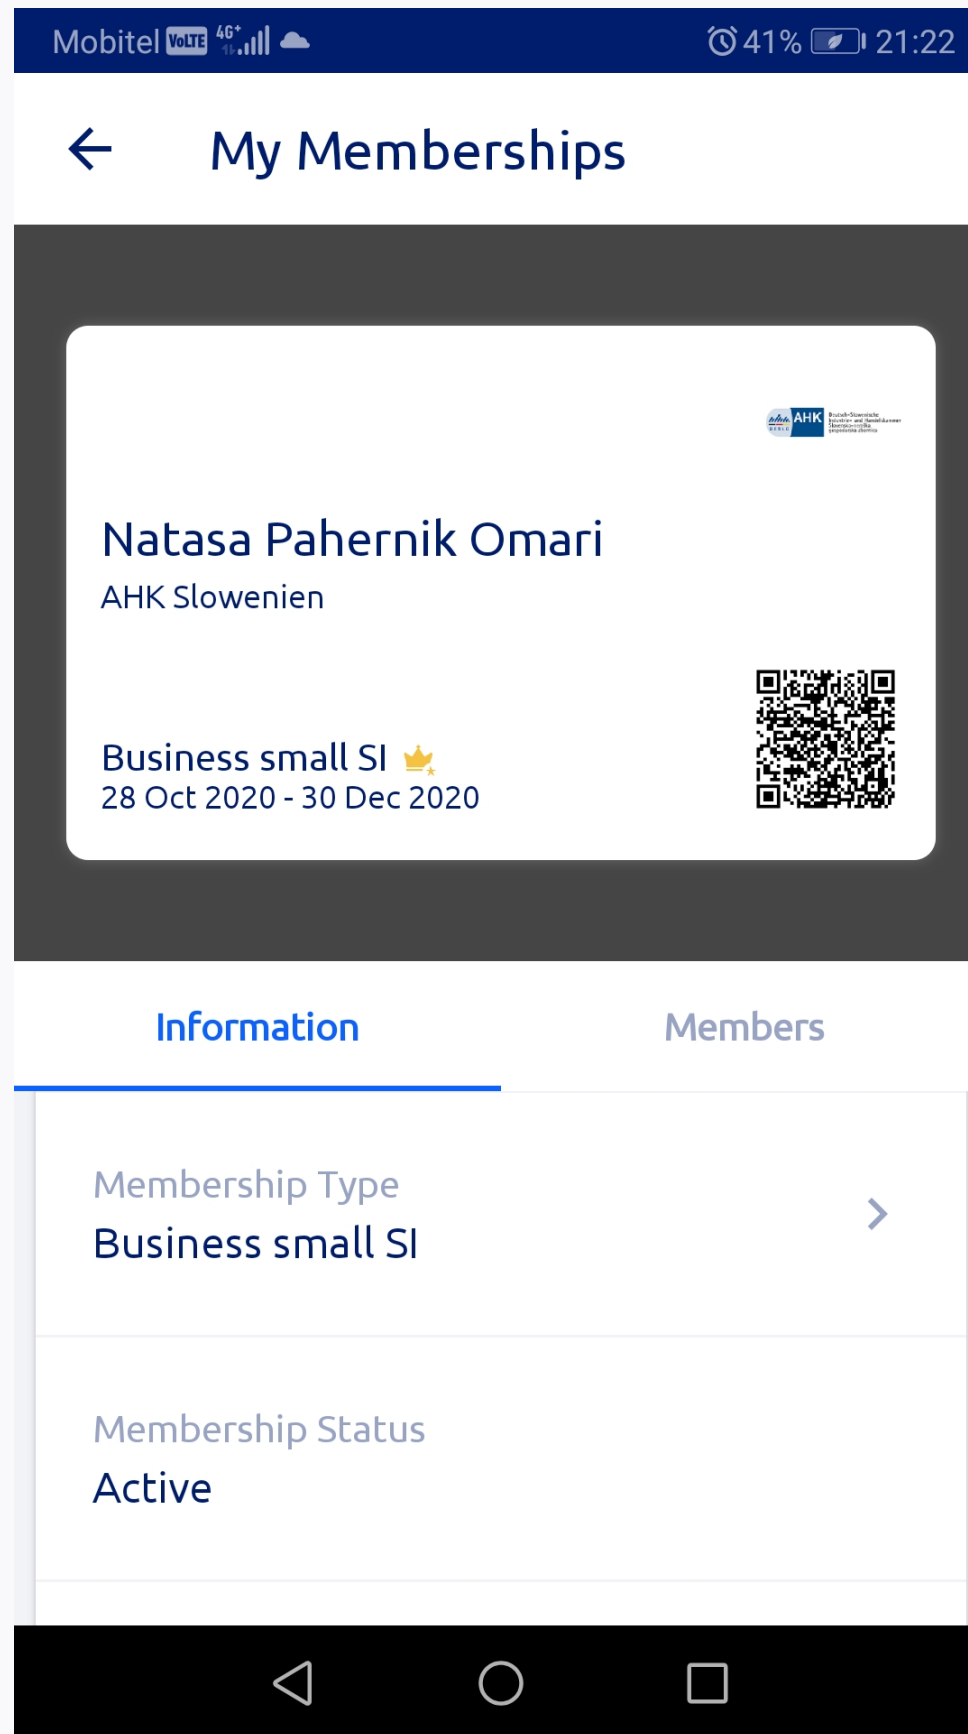 Mobitel VoLTE 4G+ 41% 21:22
My Memberships
AHK
Natasa Pahernik Omari
AHK Slowenien
Business small SI
28 Oct 2020 - 30 Dec 2020
Information Members
Membership Type
Business small SI
Membership Status
Active